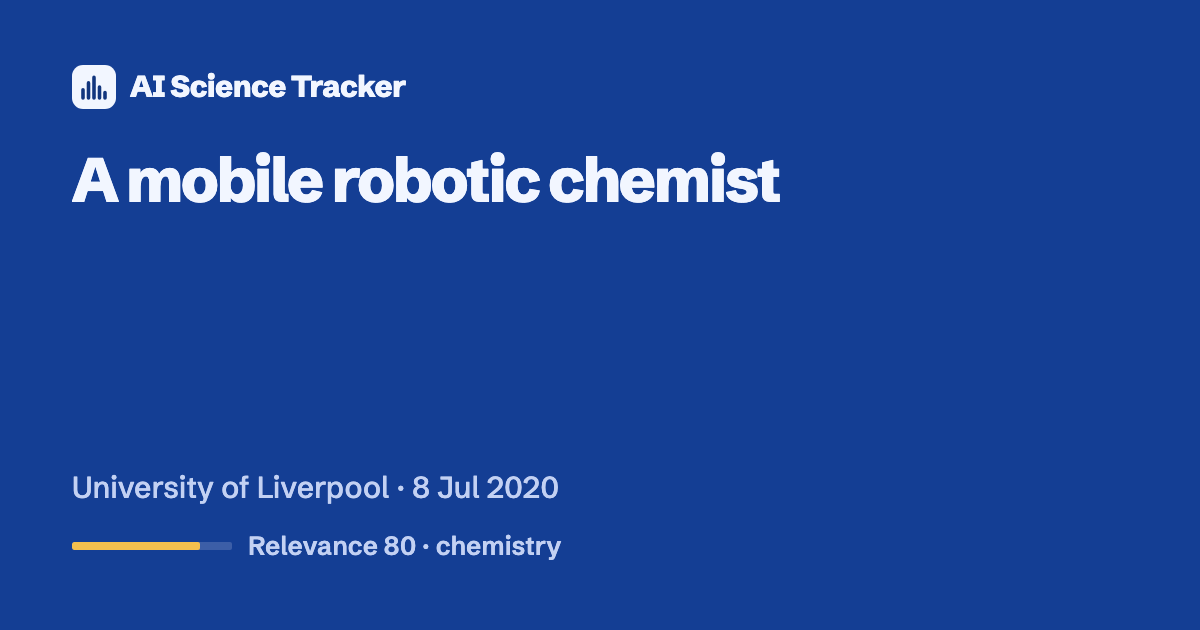 AI Science Tracker
A mobile robotic chemist
University of Liverpool · 8 Jul 2020
Relevance 80 · chemistry